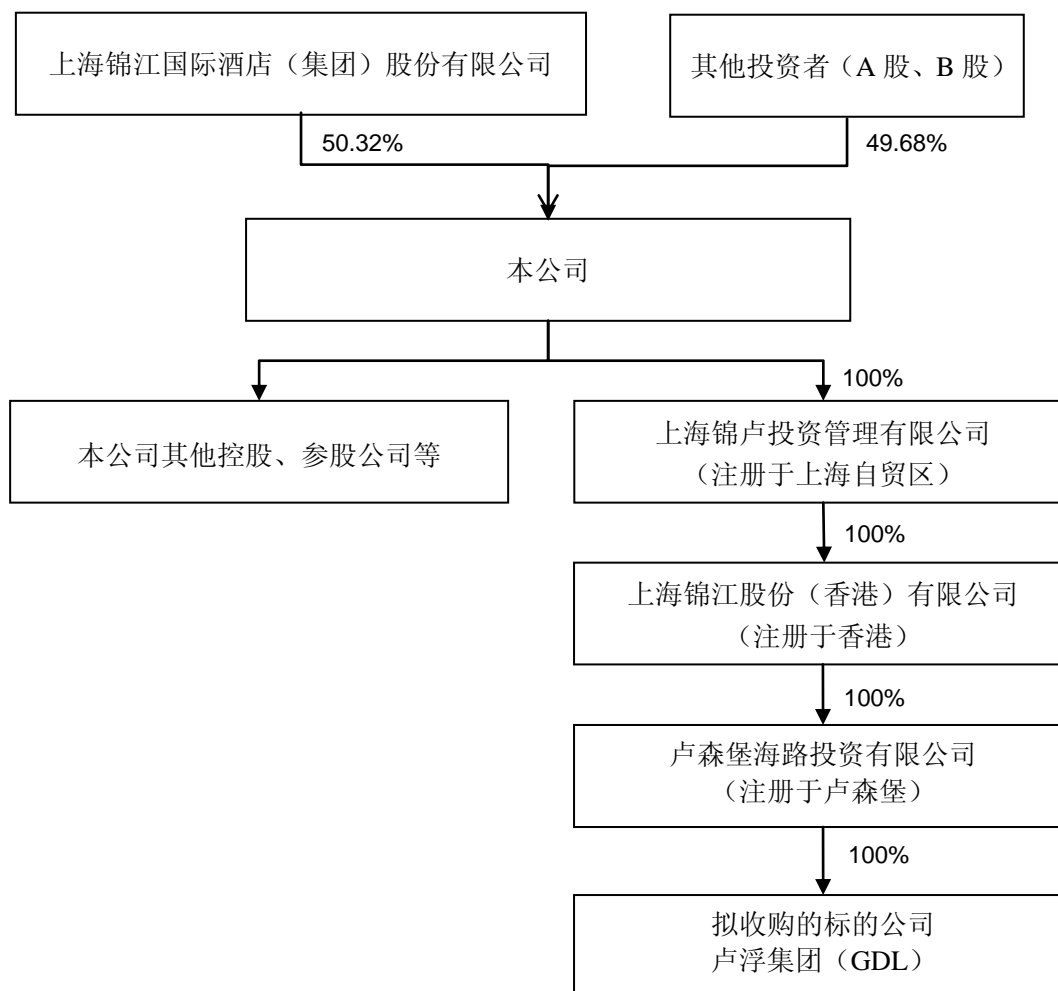 上海锦江国际酒店（集团）股份有限公司
其他投资者（A 股、B 股）
50.32%
49.68%
本公司
100%
本公司其他控股、参股公司等
上海锦卢投资管理有限公司
（注册于上海自贸区）
100%
上海锦江股份（香港）有限公司
（注册于香港）
100%
卢森堡海路投资有限公司
（注册于卢森堡）
100%
拟收购的标的公司
卢浮集团（GDL）